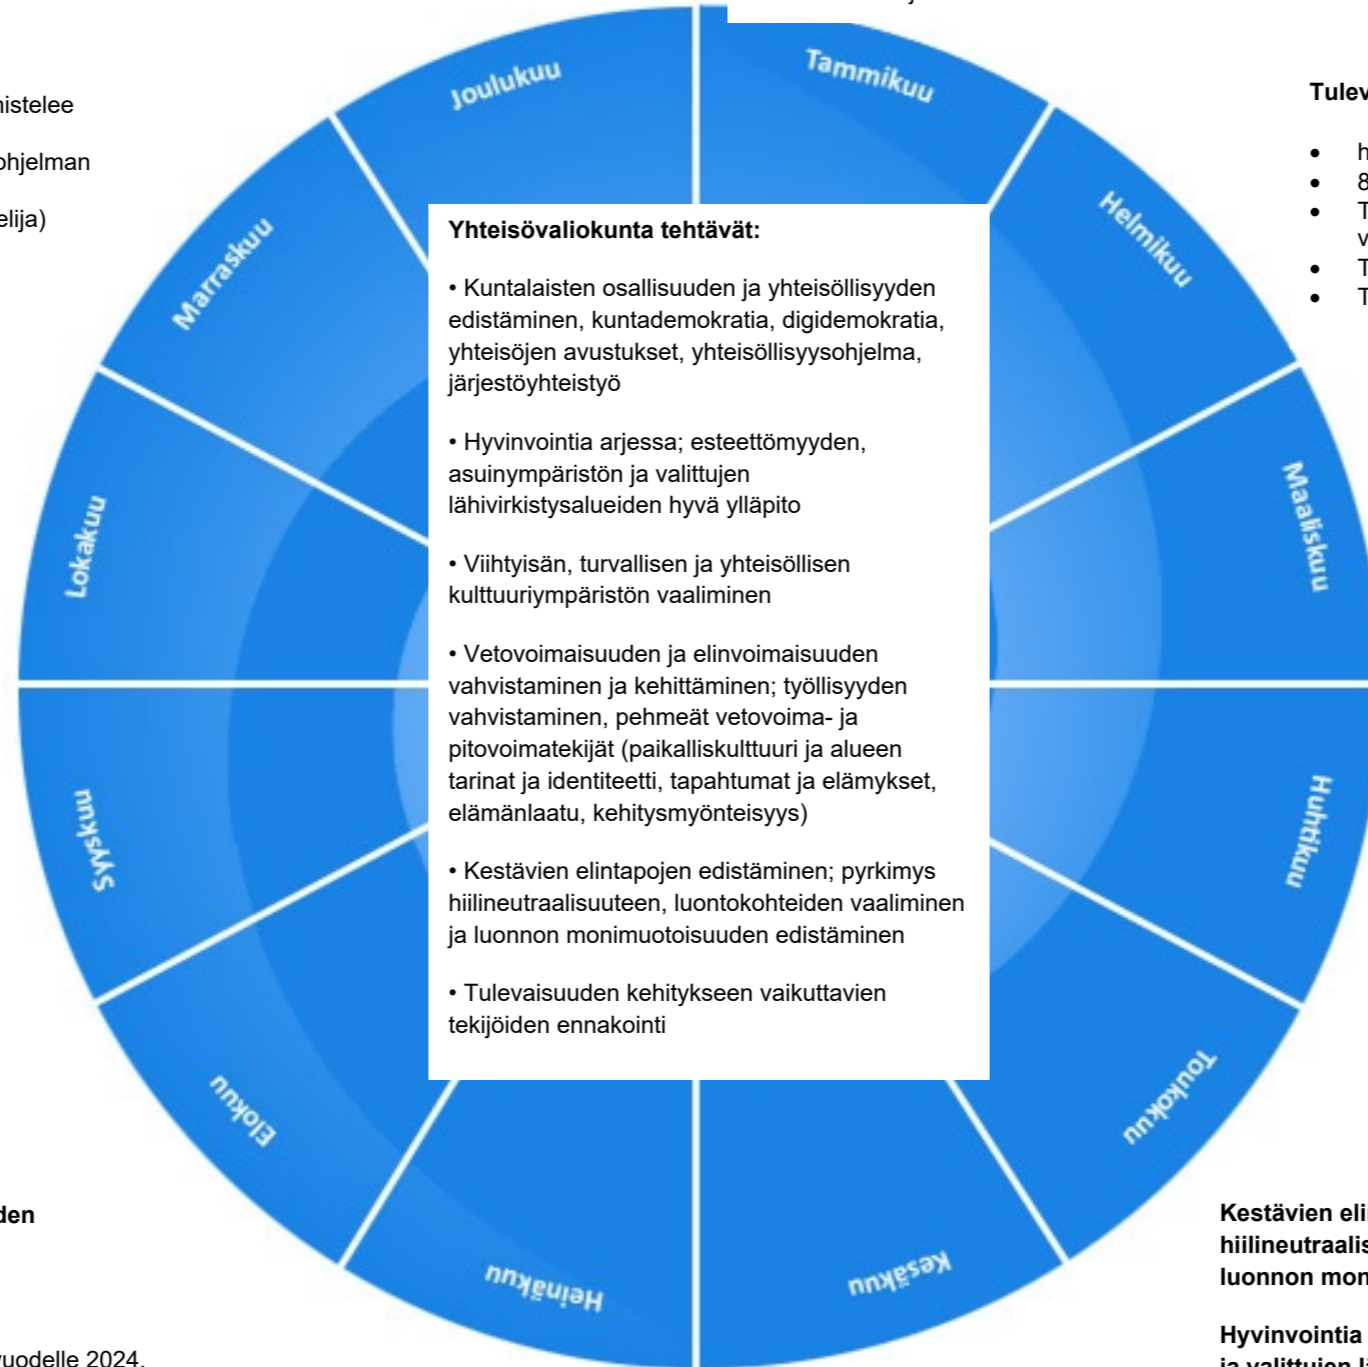 Joulukuu
Tammikuu
Helmikuu
Maaliskuu
Huhtikuu
Toukokuu
Kesäkuu
Heinäkuu
Elokuu
Syyskuu
Lokakuu
Marraskuu
ohjelman
Yhteisövaliokunta tehtävät:
• Kuntalaisten osallisuuden ja yhteisöllisyyden
edistäminen, kuntademokratia, digidemokratia,
yhteisöjen avustukset, yhteisöllisyysohjelma,
järjestöyhteistyö
• Hyvinvointia arjessa; esteettömyyden,
asuinympäristön ja valittujen
lähivirkistysalueiden hyvä ylläpito
• Viihtyisän, turvallisen ja yhteisöllisen
kulttuuriympäristön vaaliminen
• Vetovoimaisuuden ja elinvoimaisuuden
vahvistaminen ja kehittäminen; työllisyyden
vahvistaminen, pehmeät vetovoima- ja
pitovoimatekijät (paikalliskulttuuri ja alueen
tarinat ja identiteetti, tapahtumat ja elämykset,
elämänlaatu, kehitysmyönteisyys)
• Kestävien elintapojen edistäminen; pyrkimys
hiilineutraalisuuteen, luontokohteiden vaaliminen
ja luonnon monimuotoisuuden edistäminen
• Tulevaisuuden kehitykseen vaikuttavien
tekijöiden ennakointi
Kestävien
luonnon
Hyvinvointia
2024.